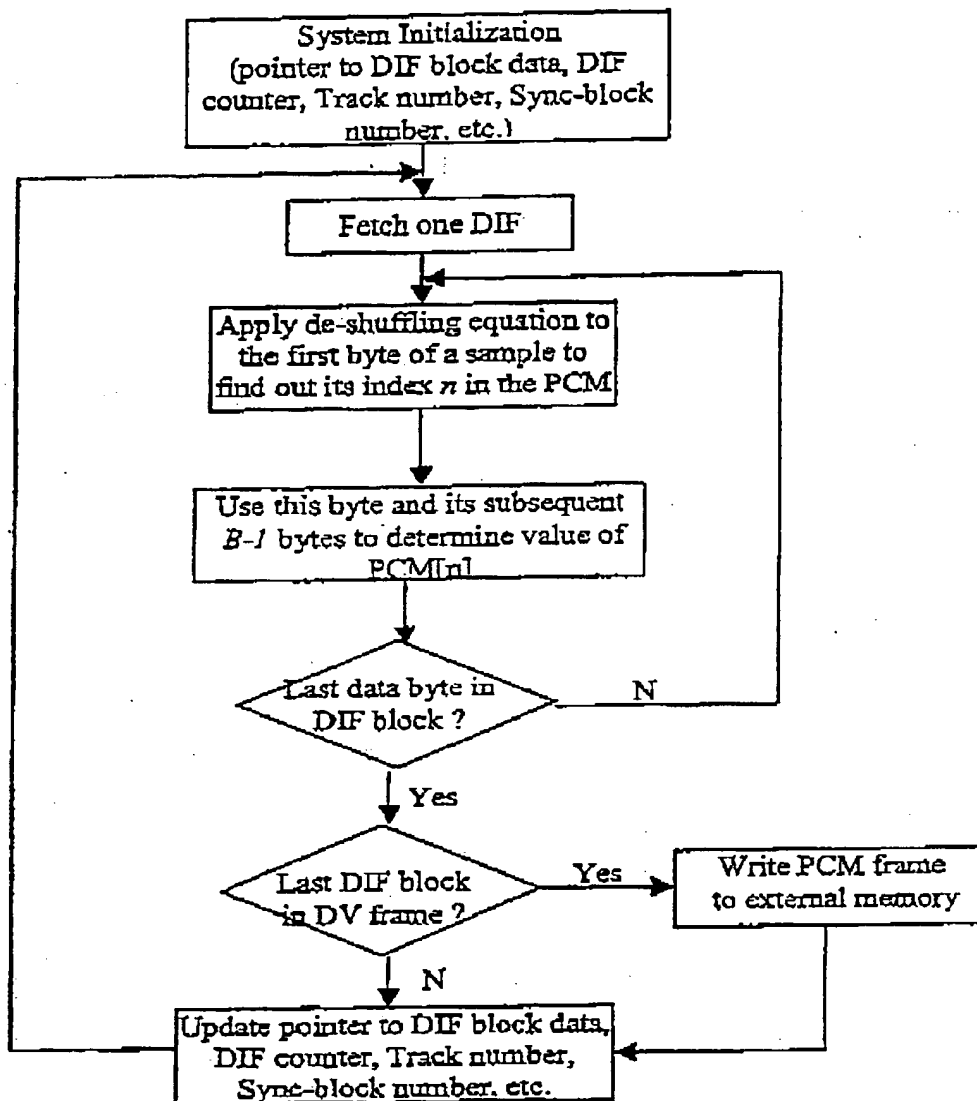 System Initialization
(pointer to DIF block data, DIF
counter, Track number, Sync-block
number, etc.)
Fetch one DIF
Apply de-shuffling equation to
the first byte of a sample to
find out its index n in the PCM
Use this byte and its subsequent
B-1 bytes to determine value of
PCM[n]
Last data byte in
DIF block ?
N
Yes
Last DIF block
in DV frame ?
Yes
Write PCM frame
to external memory
N
Update pointer to DIF block data,
DIF counter, Track number,
Sync-block number, etc.